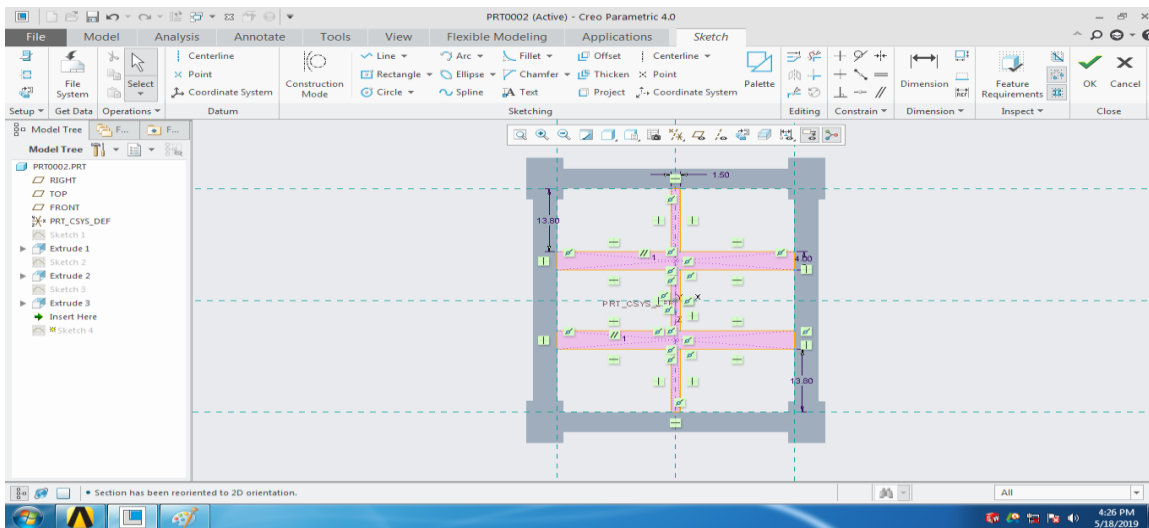 PRT0002 (Active) - Creo Parametric 4.0
File Model Analysis Annotate Tools View Flexible Modeling Applications Sketch
Centerline Line Arc Fillet Offset Centerline
Point Rectangle Ellipse Chamfer Thicken Point
Coordinate System Circle Spline Text Project Coordinate System
File System Select Construction Mode Palette Dimension Feature Requirements OK Cancel
Setup Get Data Operations Datum Sketching Editing Constrain Dimension Inspect Close
Model Tree F... F...
Model Tree
PRT0002.PRT
RIGHT
TOP
FRONT
PRT_CSYS_DEF
Sketch 1
Extrude 1
Sketch 2
Extrude 2
Sketch 3
Extrude 3
Insert Here
Sketch 4
1.50
13.80
1
4.00
PRT_CSYS
X
Z
1
13.80
Section has been reoriented to 2D orientation.
All
4:26 PM
5/18/2019